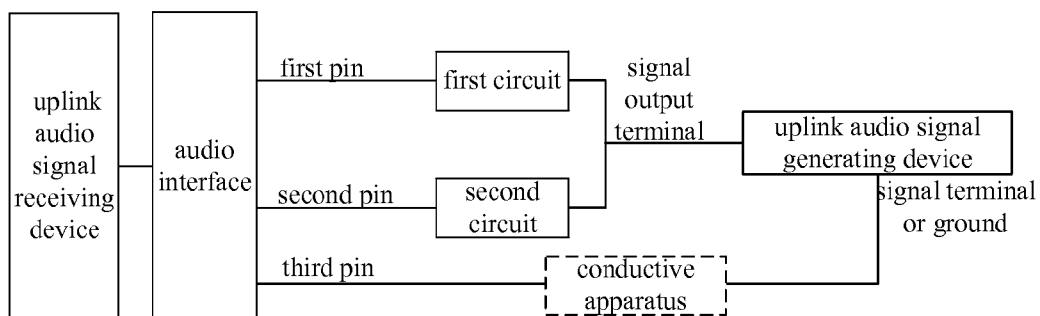 uplink
audio
signal
receiving
device
audio
interface
first pin
first circuit
signal
output
terminal
uplink audio signal
generating device
second pin
second
circuit
signal terminal
or ground
third pin
conductive
apparatus